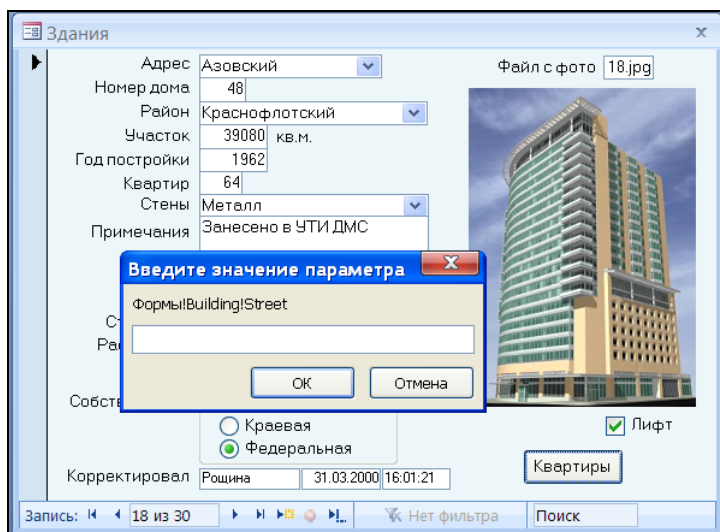 Здания
Адрес Азовский
Файл с фото 18.jpg
Номер дома 48
Район Краснофлотский
Участок 39080 кв.м.
Год постройки 1962
Квартир 64
Стены Металл
Примечания Занесено в УТИ ДМС
Введите значение параметра
Формы!Building!Street
ОК Отмена
Краевая
Федеральная
Лифт
Квартиры
Корректировал Рощина 31.03.2000 16:01:21
Запись: 18 из 30 Нет фильтра Поиск